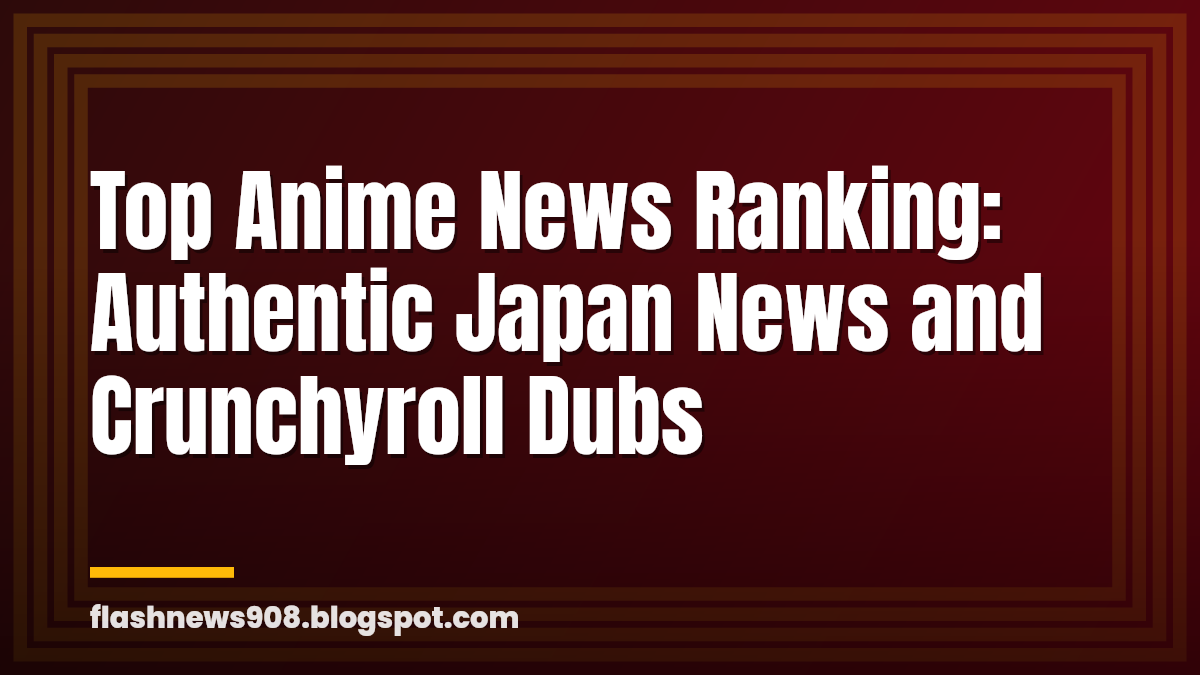 Top Anime News Ranking:
Authentic Japan News and
Crunchyroll Dubs
flashnews908.blogspot.com